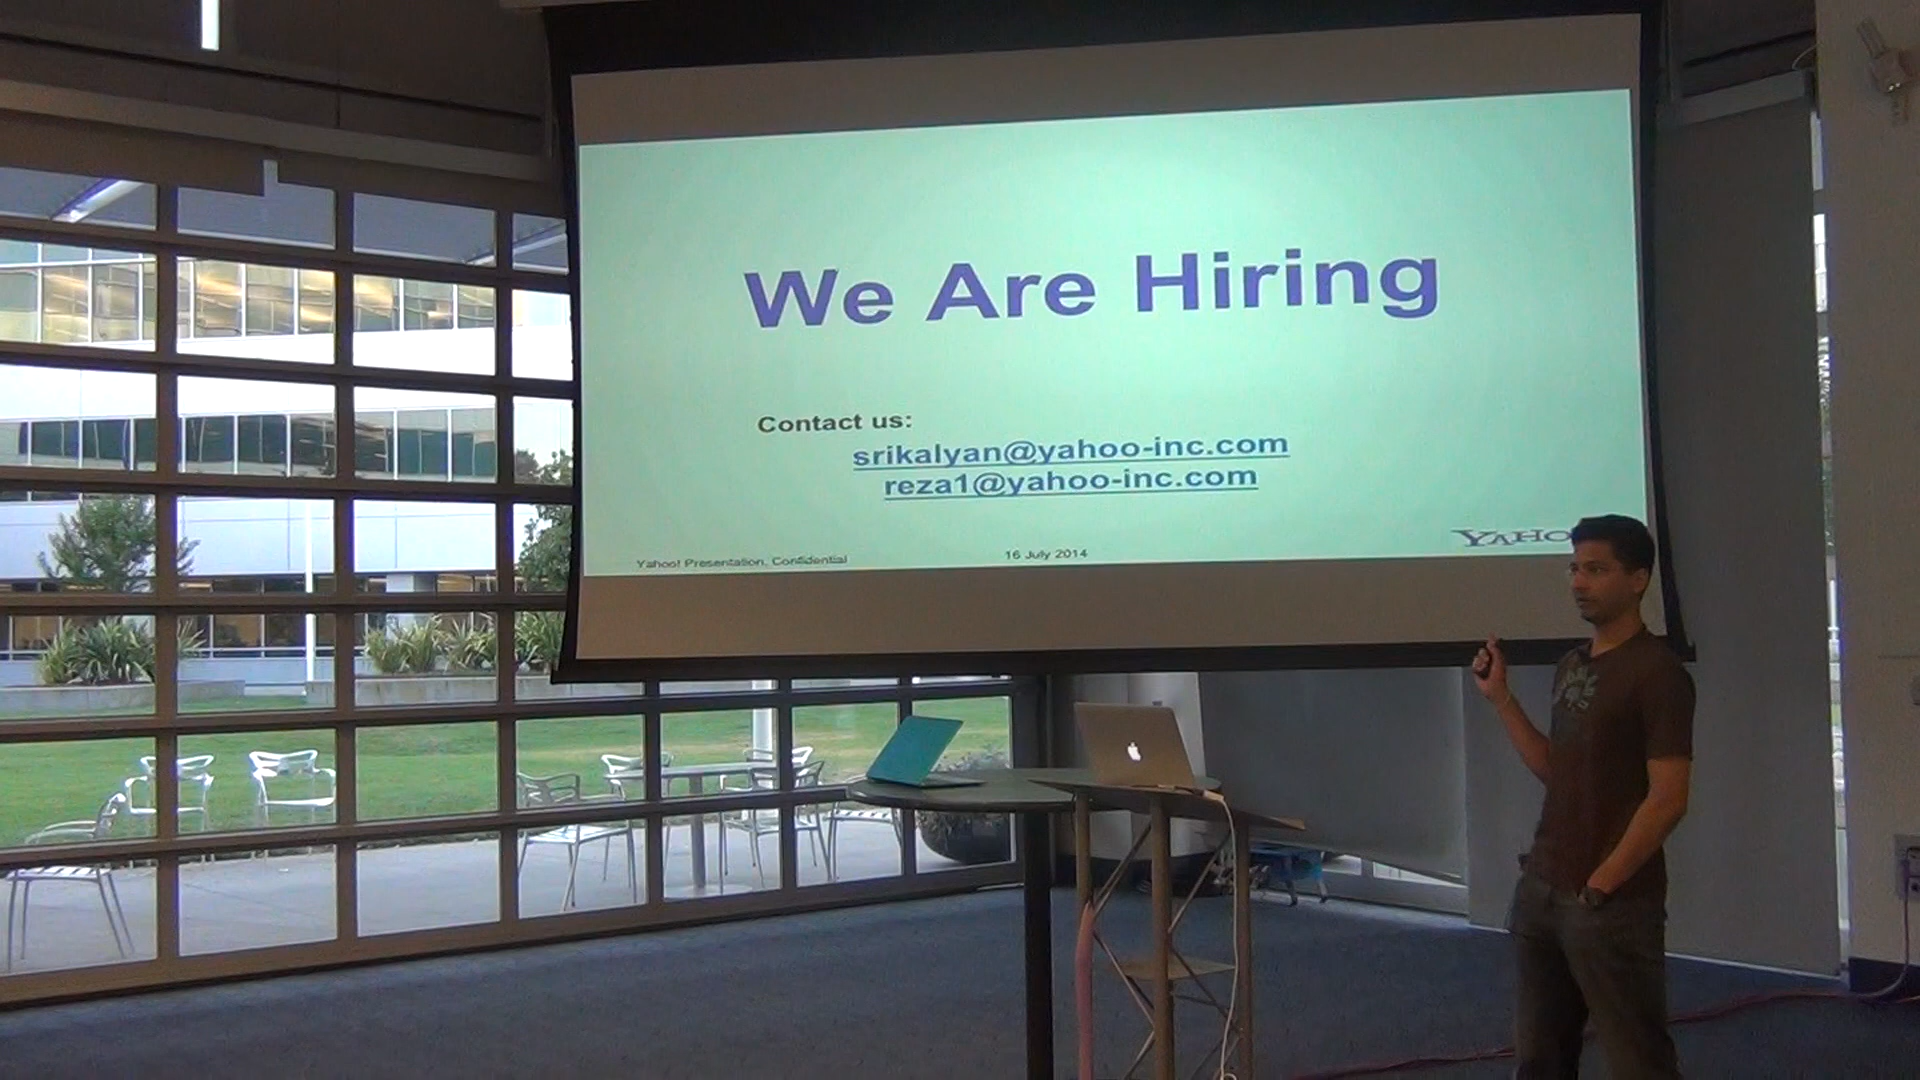 We Are Hiring
Contact us:
srikalyan@yahoo-inc.com
reza1@yahoo-inc.com
Yahoo! Presentation, Confidential
16 July 2014
YAHO